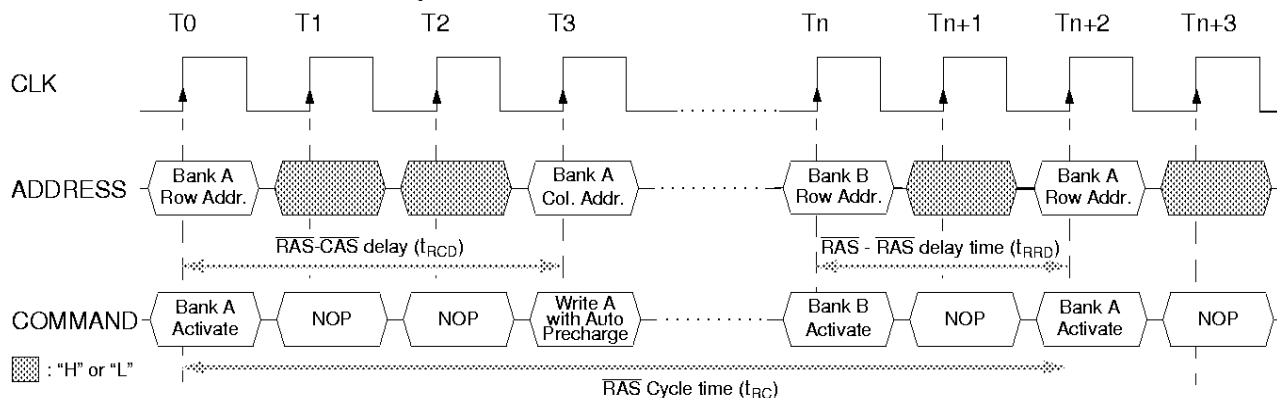 T0 T1 T2 T3 Tn Tn+1 Tn+2 Tn+3
CLK
ADDRESS
Bank A
Row Addr.
Bank A
Col. Addr.
Bank B
Row Addr.
Bank A
Row Addr.
RAS-CAS delay (tRCD)
RAS - RAS delay time (tRRD)
COMMAND
Bank A
Activate
NOP
NOP
Write A
with Auto
Precharge
Bank B
Activate
NOP
Bank A
Activate
NOP
: “H” or “L”
RAS Cycle time (tRC)